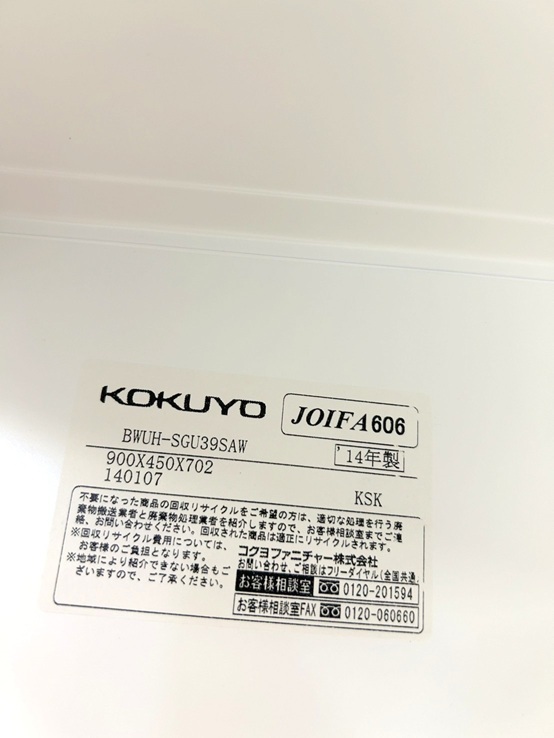 KOKUYO
JOIFA606
BWUH-SGU39SAW
'14年製
900X450X702
140107
KSK
不要になった商品の回収リサイクルをご希望の方は、適切な処理を行う廃
棄物搬送業者と廃棄物処理業者を紹介しますので、お客様相談室までご連
絡、お問い合わせください。回収された商品は適正にリサイクルされます。
※回収リサイクル費用については、
お客様のご負担となります。
※地域により紹介できない場合もご
ざいますので、ご了承ください。
コクヨファニチャー株式会社
お問い合わせ、ご相談はフリーダイヤル(全国共通)
お客様相談室 0120-201594
お客様相談室FAX 0120-060660